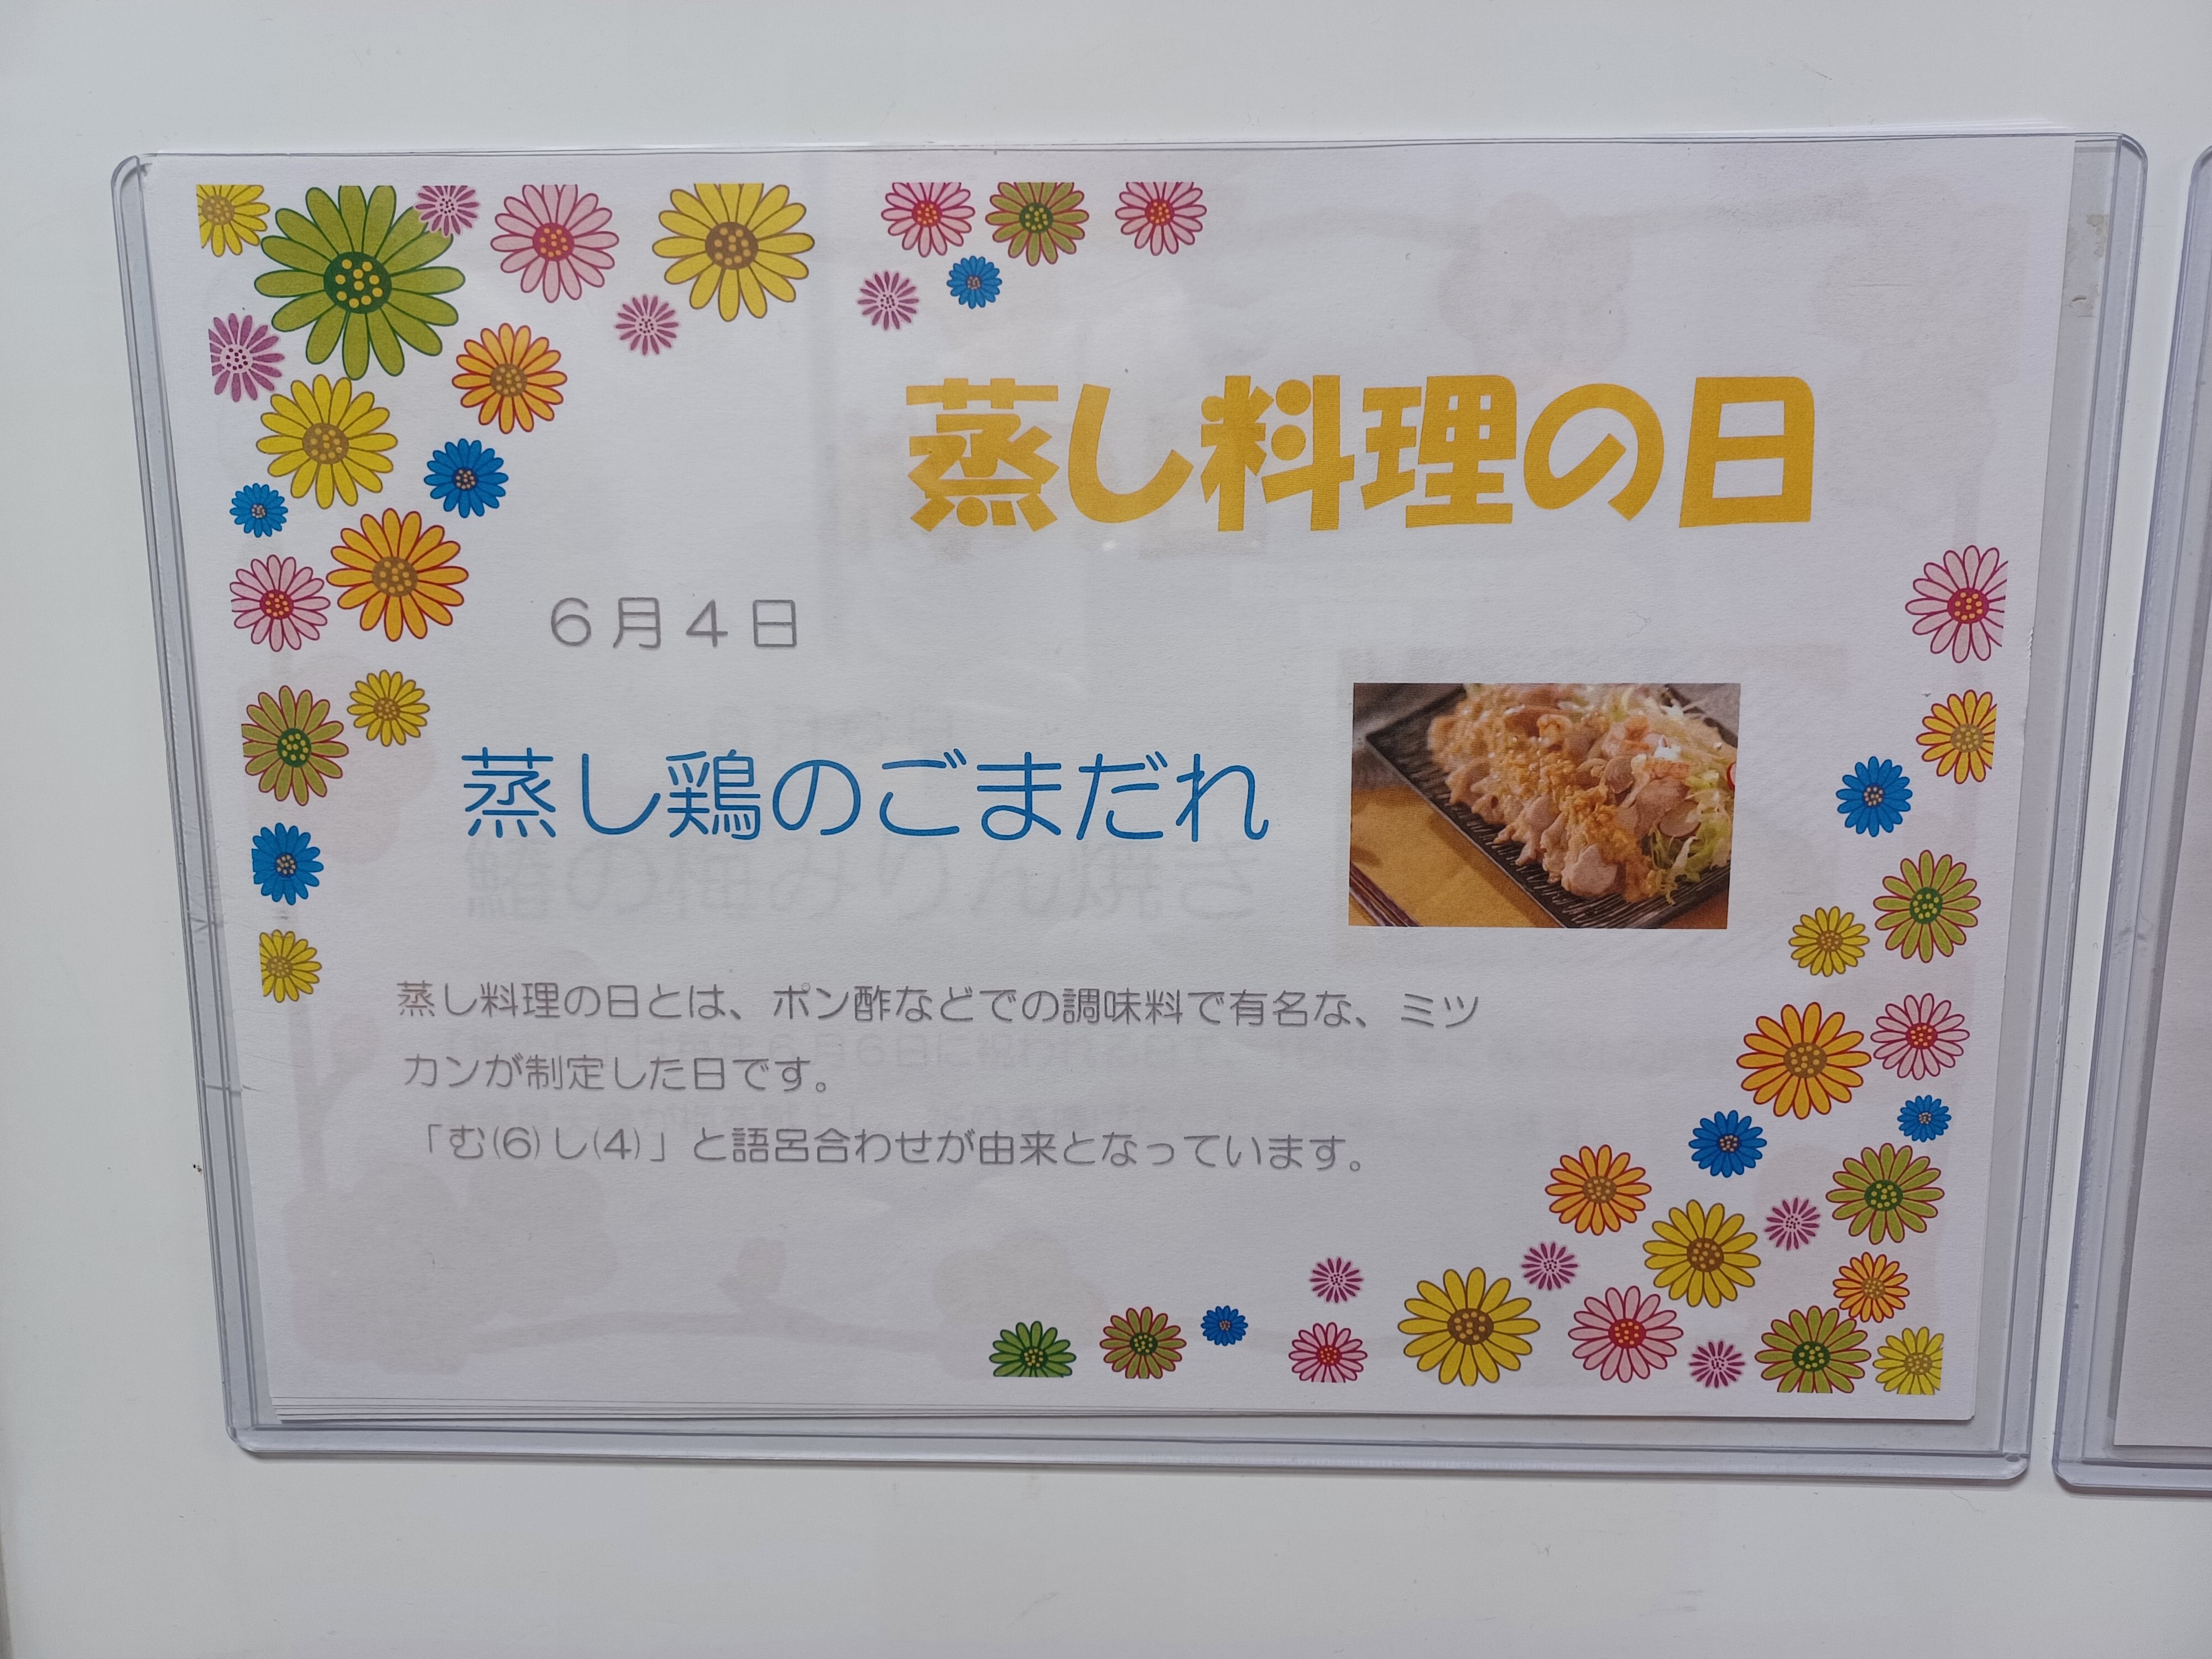 蒸し料理の日
６月４日
蒸し鶏のごまだれ
蒸し料理の日とは、ポン酢などでの調味料で有名な、ミツ
カンが制定した日です。
「む(6)し(4)」と語呂合わせが由来となっています。